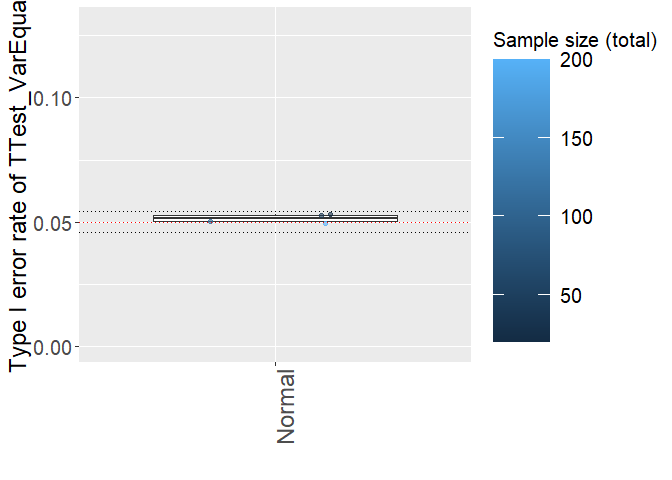 Type I error rate of TTest_VarEqua
0.10
0.05
0.00
Normal
Sample size (total)
200
150
100
50